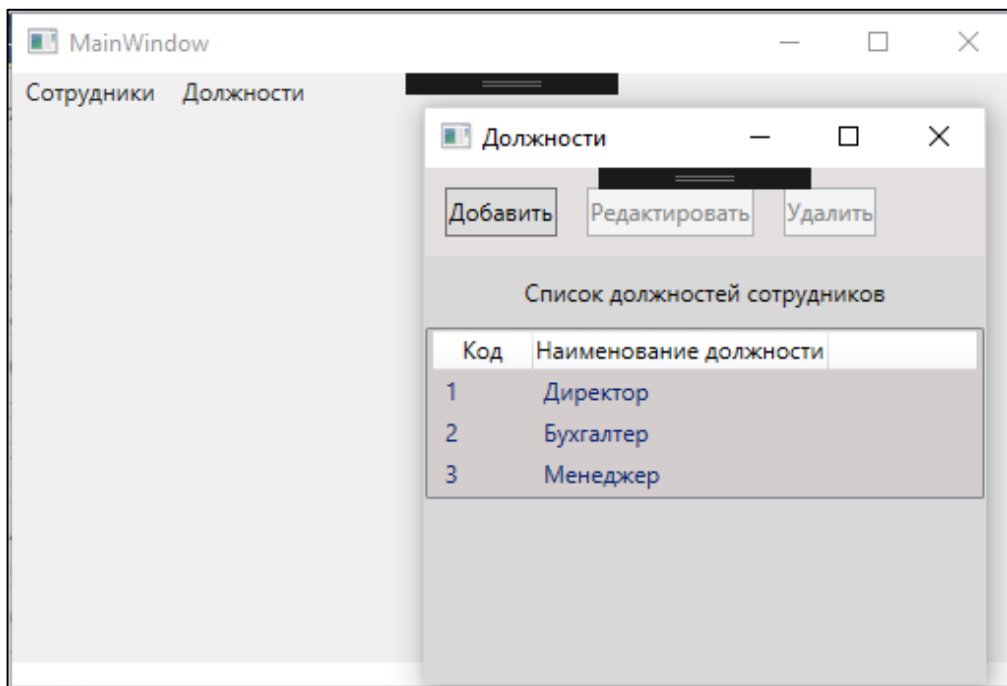 MainWindow
Сотрудники Должности
Должности
Добавить Редактировать Удалить
Список должностей сотрудников
Код Наименование должности
1 Директор
2 Бухгалтер
3 Менеджер